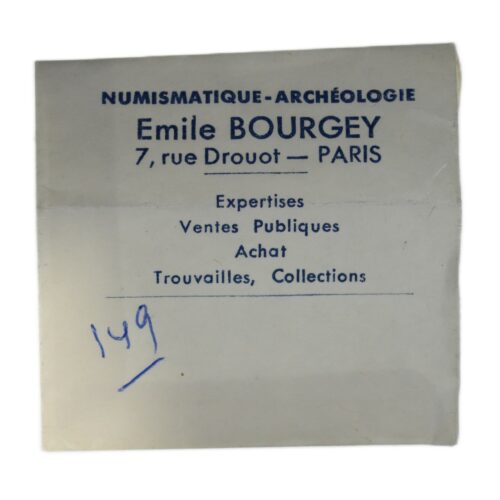 NUMISMATIQUE-ARCHÉOLOGIE
Emile BOURGEY
7, rue Drouot — PARIS
Expertises
Ventes Publiques
Achat
Trouvailles, Collections
149